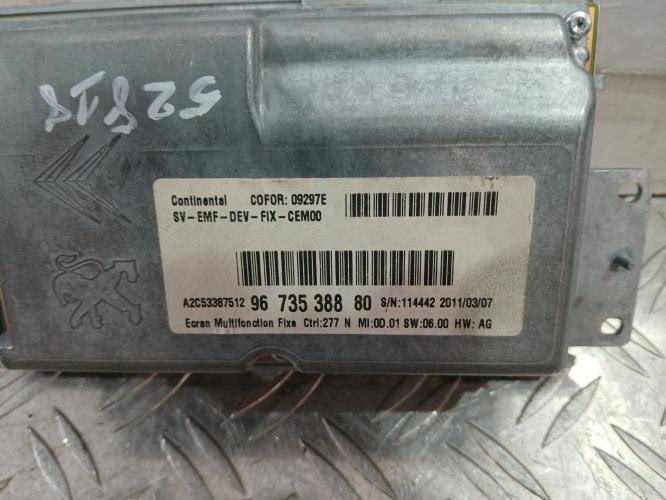 52818
Continental COFOR: 09297E
SV-EMF-DEV-FIX-CEM00
A2C53387512 96 735 388 80 S/N:114442 2011/03/07
Ecran Multifonction Fixe Ctrl:277 N MI:0D.01 SW:06.00 HW: AG